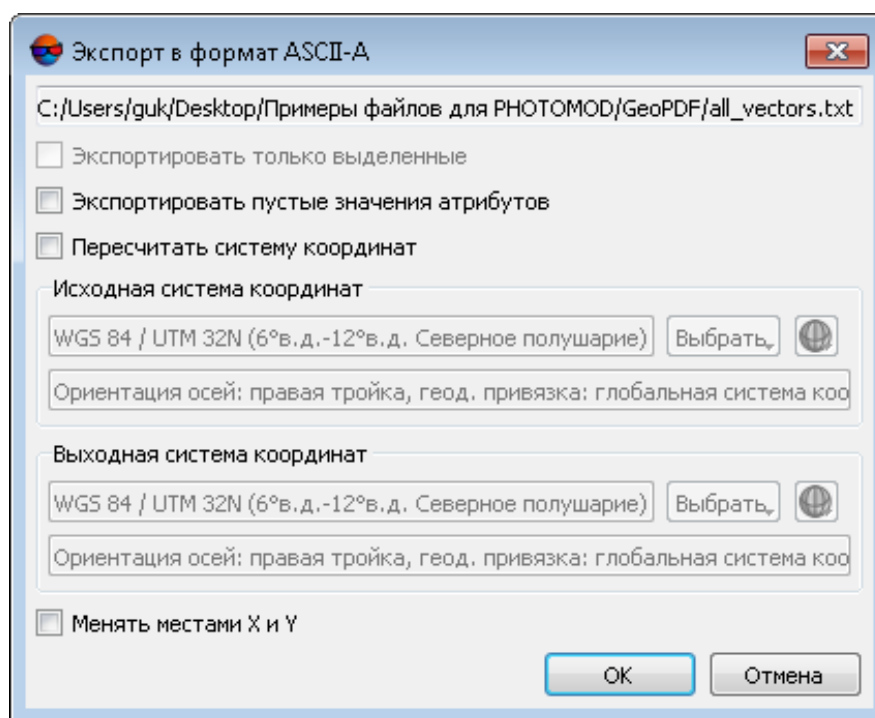 Экспорт в формат ASCII-A
C:/Users/guk/Desktop/Примеры файлов для PHOTOMOD/GeoPDF/all_vectors.txt
Экспортировать только выделенные
Экспортировать пустые значения атрибутов
Пересчитать систему координат
Исходная система координат
WGS 84 / UTM 32N (6°в.д.-12°в.д. Северное полушарие) Выбрать
Ориентация осей: правая тройка, геод. привязка: глобальная система коо
Выходная система координат
WGS 84 / UTM 32N (6°в.д.-12°в.д. Северное полушарие) Выбрать
Ориентация осей: правая тройка, геод. привязка: глобальная система коо
Менять местами X и Y
OK Отмена